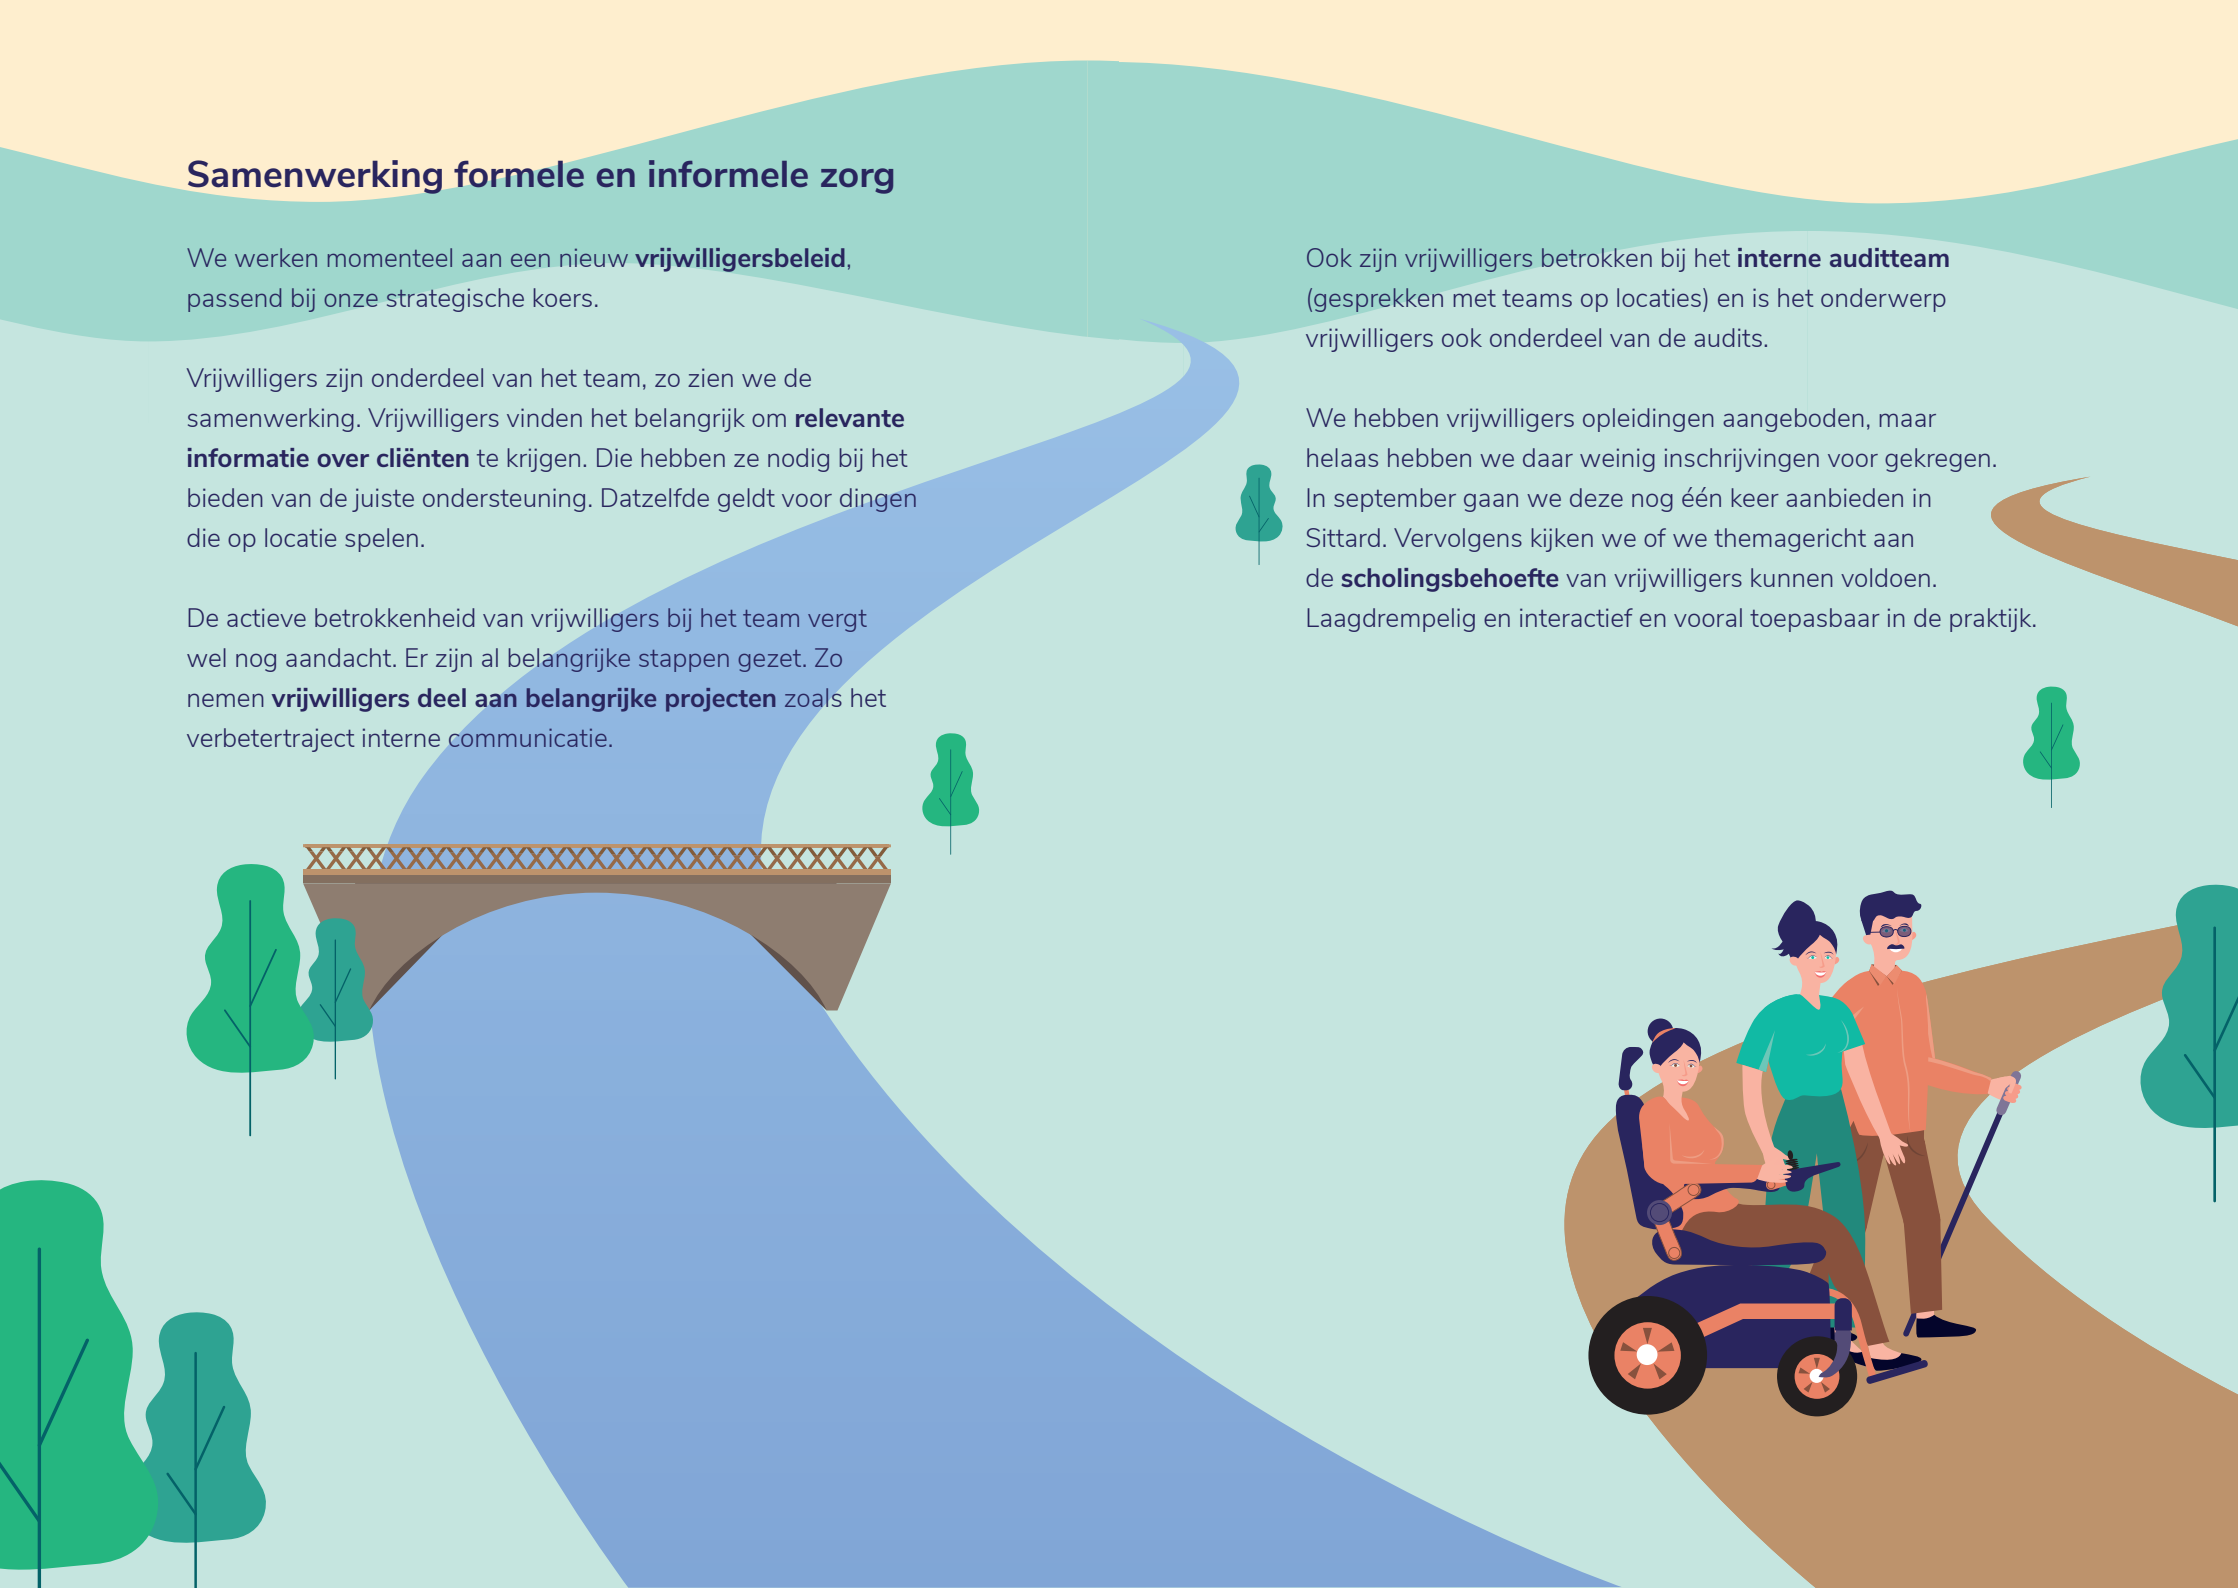 Samenwerking formele en informele zorg
We werken momenteel aan een nieuw vrijwilligersbeleid,
passend bij onze strategische koers.
Vrijwilligers zijn onderdeel van het team, zo zien we de
samenwerking. Vrijwilligers vinden het belangrijk om relevante
informatie over cliënten te krijgen. Die hebben ze nodig bij het
bieden van de juiste ondersteuning. Datzelfde geldt voor dingen
die op locatie spelen.
De actieve betrokkenheid van vrijwilligers bij het team vergt
wel nog aandacht. Er zijn al belangrijke stappen gezet. Zo
nemen vrijwilligers deel aan belangrijke projecten zoals het
verbetertraject interne communicatie.
Ook zijn vrijwilligers betrokken bij het interne auditteam
(gesprekken met teams op locaties) en is het onderwerp
vrijwilligers ook onderdeel van de audits.
We hebben vrijwilligers opleidingen aangeboden, maar
helaas hebben we daar weinig inschrijvingen voor gekregen.
In september gaan we deze nog één keer aanbieden in
Sittard. Vervolgens kijken we of we themagericht aan
de scholingsbehoefte van vrijwilligers kunnen voldoen.
Laagdrempelig en interactief en vooral toepasbaar in de praktijk.